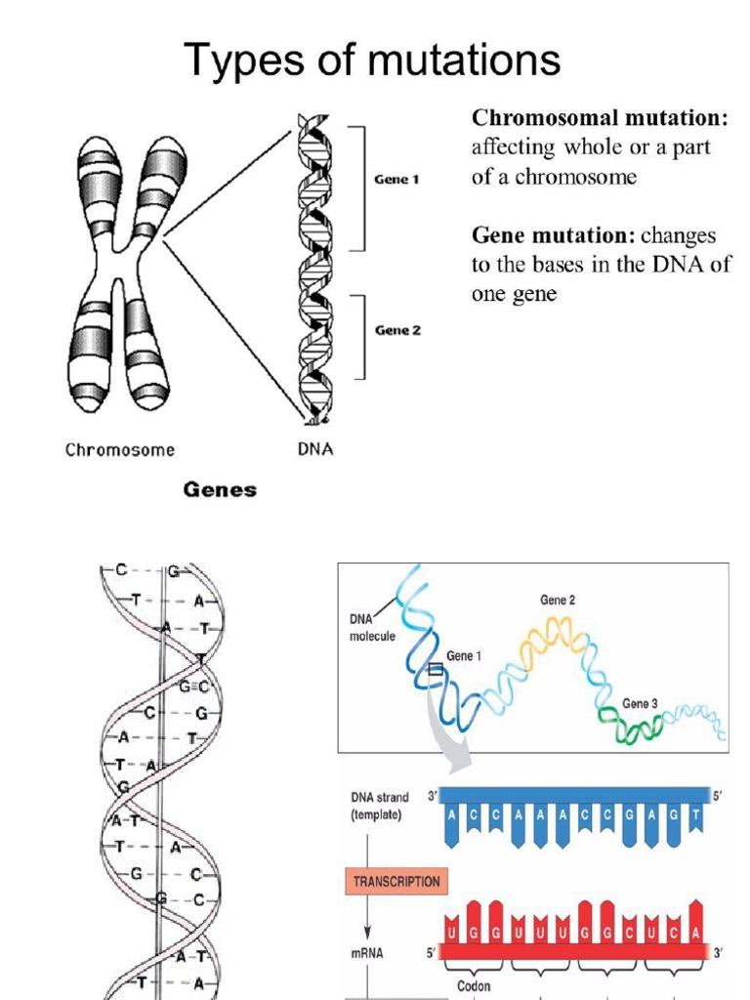 Types of mutations
Chromosomal mutation:
affecting whole or a part
of a chromosome
Gene mutation: changes
to the bases in the DNA of
one gene
Gene 1
Gene 2
Chromosome
DNA
Genes
C G
T A
A T
T
G≡C
C G
A T
T A
G
A T
T A
G C
G C
A T
T A
DNA
molecule
Gene 1
Gene 2
Gene 3
DNA strand
(template)
3′ 5′
A C C A A A C C G A G T
TRANSCRIPTION
U G G U U U G G C U C A
mRNA
5′ 3′
Codon